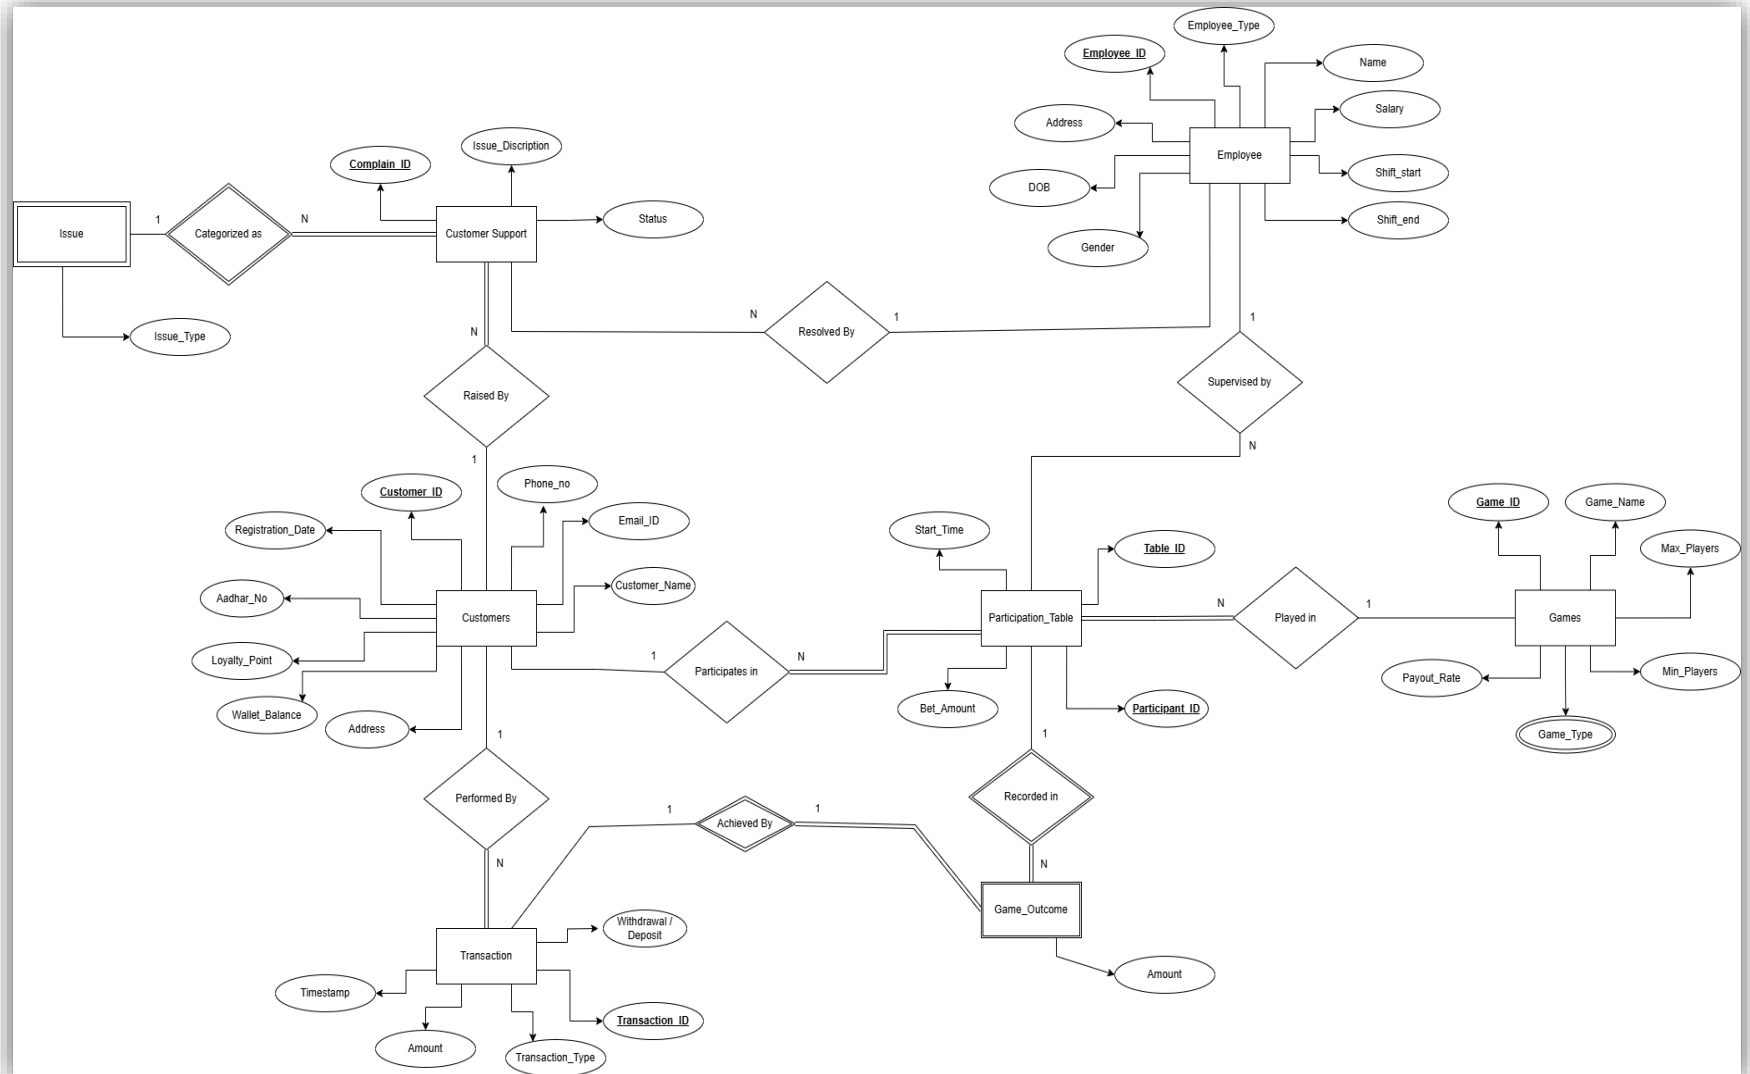 Employee_Type
Employee_ID
Name
Salary
Address
Employee
Issue_Discription
Complain_ID
Shift_start
DOB
Status
Shift_end
Customer Support
Issue
1
Categorized as
N
Gender
Issue_Type
N
Resolved By
1
1
N
Raised By
Supervised by
1
N
Customer_ID
Phone_no
Game_ID
Game_Name
Registration_Date
Email_ID
Start_Time
Table_ID
Max_Players
Aadhar_No
Customer_Name
Customers
Participation_Table
N
Played in
1
Games
Loyalty_Point
1
Participates in
N
Payout_Rate
Min_Players
Wallet_Balance
Address
Bet_Amount
Participant_ID
Game_Type
1
1
Performed By
Recorded in
1
Achieved By
1
N
N
Game_Outcome
Withdrawal /
Deposit
Transaction
Amount
Timestamp
Transaction_ID
Amount
Transaction_Type